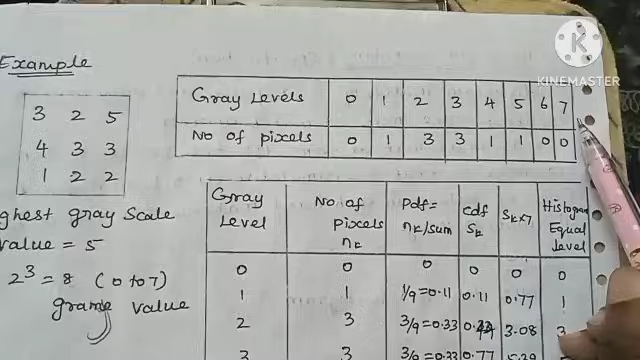 Example
KINEMASTER
3 2 5
4 3 3
1 2 2
Gray Levels 0 1 2 3 4 5 6 7
No of pixels 0 1 3 3 1 1 0 0
ghest gray scale
value = 5
2^3 = 8 (0 to 7)
value
Gray Level No of pixels nk Pdf = nk/sum cdf Sk Sk×7 Histogram Equal Level
0 0 0 0 0 0
1 1 1/9=0.11 0.11 0.77 1
2 3 3/9=0.33 3.08 3
3 3 0.77